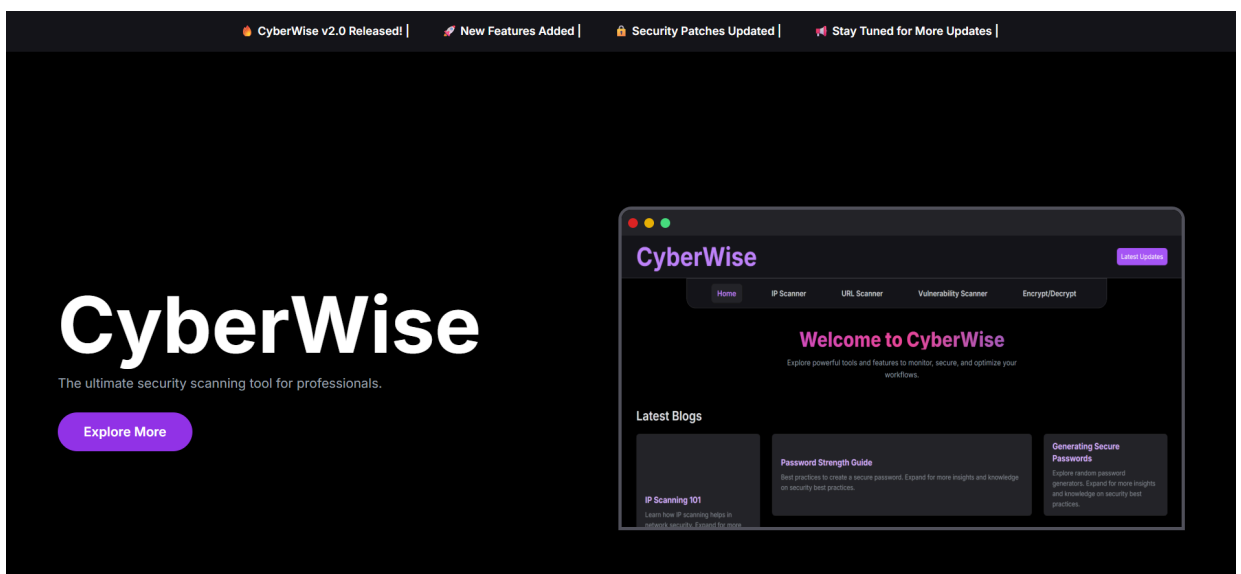 🔥 CyberWise v2.0 Released! | 🚀 New Features Added | 🔒 Security Patches Updated | 📢 Stay Tuned for More Updates |
CyberWise
The ultimate security scanning tool for professionals.
Explore More
CyberWise
Latest Updates
Home IP Scanner URL Scanner Vulnerability Scanner Encrypt/Decrypt
Welcome to CyberWise
Explore powerful tools and features to monitor, secure, and optimize your
workflows.
Latest Blogs
IP Scanning 101
Learn how IP scanning helps in
network security. Expand for more
Password Strength Guide
Best practices to create a secure password. Expand for more insights and knowledge
on security best practices.
Generating Secure
Passwords
Explore random password
generators. Expand for more insights
and knowledge on security best
practices.